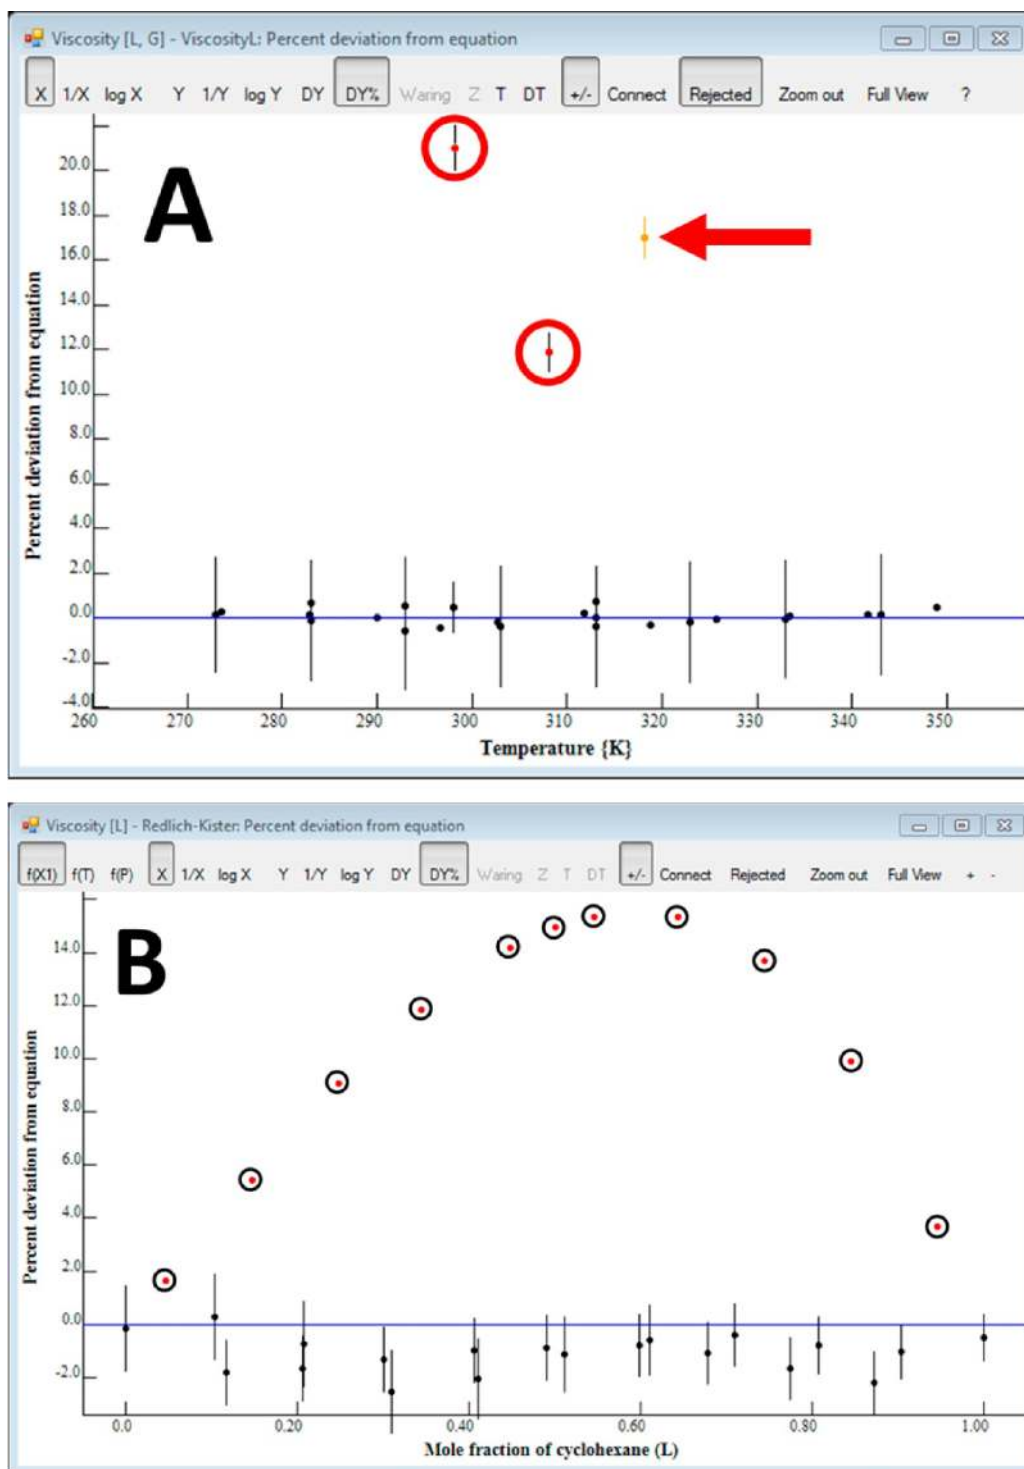 Viscosity [L, G] - ViscosityL: Percent deviation from equation
X 1/X log X Y 1/Y log Y DY DY% Waring Z T DT +/- Connect Rejected Zoom out Full View ?
A
Percent deviation from equation
20.0
18.0
16.0
14.0
12.0
10.0
8.0
6.0
4.0
2.0
0.0
-2.0
-4.0
260 270 280 290 300 310 320 330 340 350
Temperature {K}
Viscosity [L] - Redlich-Kister: Percent deviation from equation
f(X1) f(T) f(P) X 1/X log X Y 1/Y log Y DY DY% Waring Z T DT +/- Connect Rejected Zoom out Full View + -
B
Percent deviation from equation
14.0
12.0
10.0
8.0
6.0
4.0
2.0
0.0
-2.0
0.0 0.20 0.40 0.60 0.80 1.00
Mole fraction of cyclohexane (L)